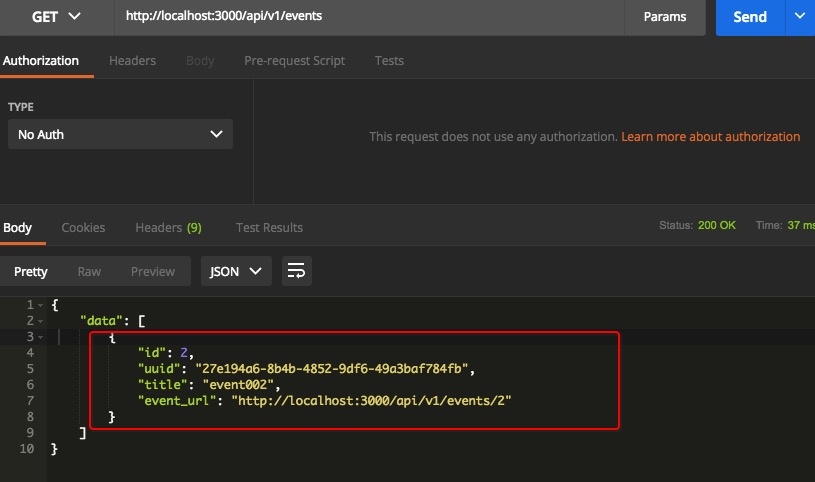 GET http://localhost:3000/api/v1/events Params Send
Authorization Headers Body Pre-request Script Tests
TYPE
No Auth
This request does not use any authorization. Learn more about authorization
Body Cookies Headers (9) Test Results Status: 200 OK Time: 37 ms
Pretty Raw Preview JSON
1 {
2 "data": [
3 {
4 "id": 2,
5 "uuid": "27e194a6-8b4b-4852-9df6-49a3baf784fb",
6 "title": "event002",
7 "event_url": "http://localhost:3000/api/v1/events/2"
8 }
9 ]
10 }